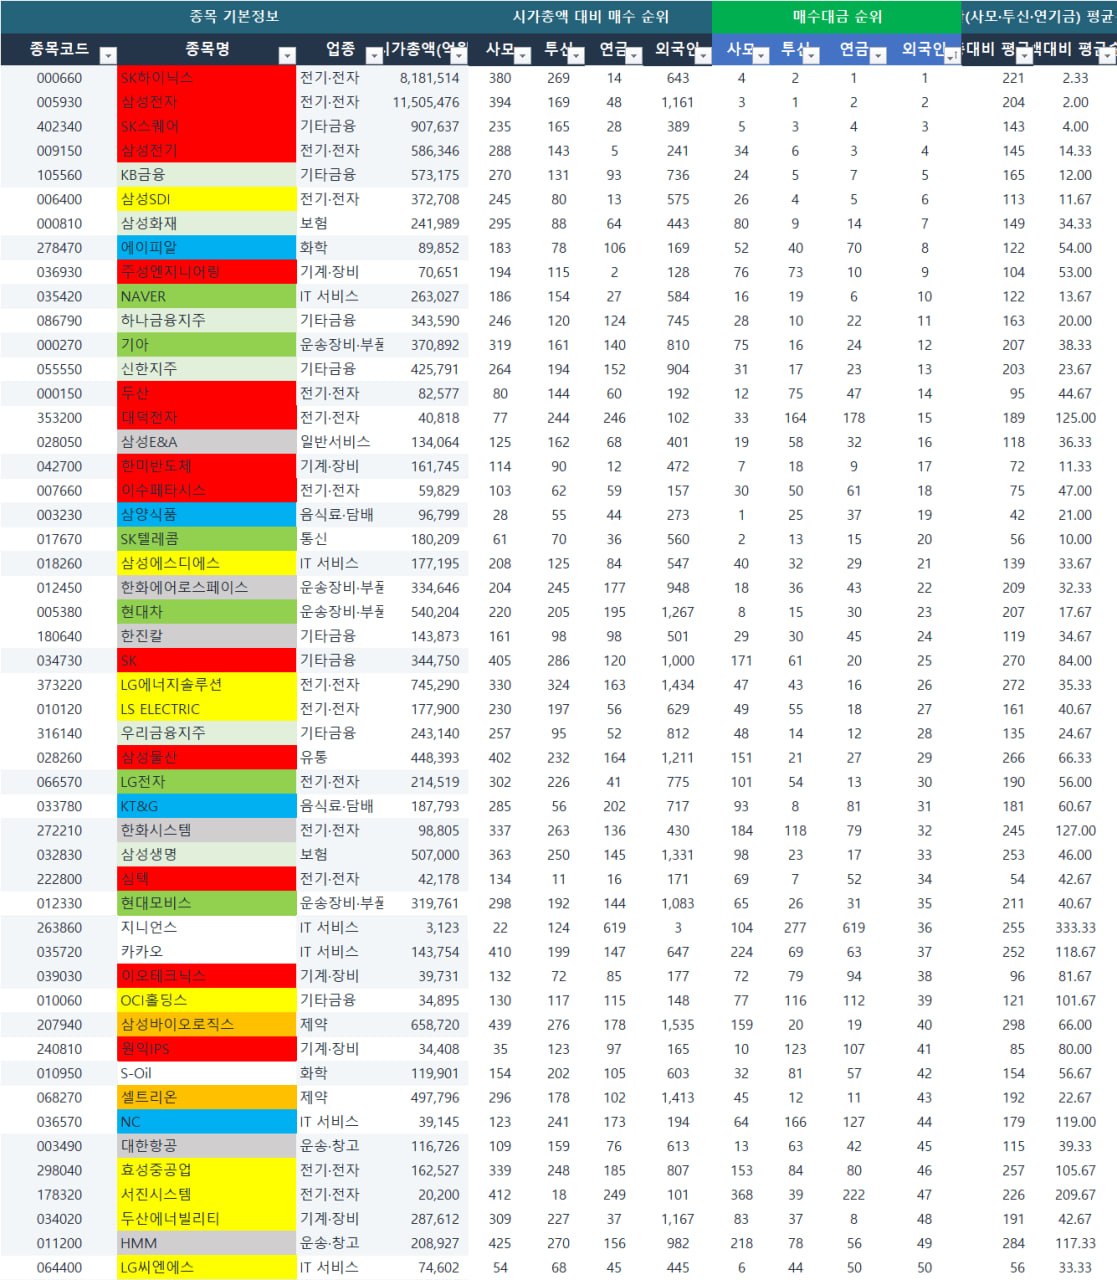 종목 기본정보 시가총액 대비 매수 순위 매수대금 순위 (사모·투신·연기금) 평균
종목코드 종목명 업종 시가총액(억원 사모 투신 연금 외국인 사모 투신 연금 외국인 대비 평균 대비 평균
000660 SK하이닉스 전기·전자 8,181,514 380 269 14 643 4 2 1 1 221 2.33
005930 삼성전자 전기·전자 11,505,476 394 169 48 1,161 3 1 2 2 204 2.00
402340 SK스퀘어 기타금융 907,637 235 165 28 389 5 3 4 3 143 4.00
009150 삼성전기 전기·전자 586,346 288 143 5 241 34 6 3 4 145 14.33
105560 KB금융 기타금융 573,175 270 131 93 736 24 5 7 5 165 12.00
006400 삼성SDI 전기·전자 372,708 245 80 13 575 26 4 5 6 113 11.67
000810 삼성화재 보험 241,989 295 88 64 443 80 9 14 7 149 34.33
278470 에이피알 화학 89,852 183 78 106 169 52 40 70 8 122 54.00
036930 주성엔지니어링 기계·장비 70,651 194 115 2 128 76 73 10 9 104 53.00
035420 NAVER IT 서비스 263,027 186 154 27 584 16 19 6 10 122 13.67
086790 하나금융지주 기타금융 343,590 246 120 124 745 28 10 22 11 163 20.00
000270 기아 운송장비·부품 370,892 319 161 140 810 75 16 24 12 207 38.33
055550 신한지주 기타금융 425,791 264 194 152 904 31 17 23 13 203 23.67
000150 두산 전기·전자 82,577 80 144 60 192 12 75 47 14 95 44.67
353200 대덕전자 전기·전자 40,818 77 244 246 102 33 164 178 15 189 125.00
028050 삼성E&A 일반서비스 134,064 125 162 68 401 19 58 32 16 118 36.33
042700 한미반도체 기계·장비 161,745 114 90 12 472 7 18 9 17 72 11.33
007660 이수페타시스 전기·전자 59,829 103 62 59 157 30 50 61 18 75 47.00
003230 삼양식품 음식료·담배 96,799 28 55 44 273 1 25 37 19 42 21.00
017670 SK텔레콤 통신 180,209 61 70 36 560 2 13 15 20 56 10.00
018260 삼성에스디에스 IT 서비스 177,195 208 125 84 547 40 32 29 21 139 33.67
012450 한화에어로스페이스 운송장비·부품 334,646 204 245 177 948 18 36 43 22 209 32.33
005380 현대차 운송장비·부품 540,204 220 205 195 1,267 8 15 30 23 207 17.67
180640 한진칼 기타금융 143,873 161 98 98 501 29 30 45 24 119 34.67
034730 SK 기타금융 344,750 405 286 120 1,000 171 61 20 25 270 84.00
373220 LG에너지솔루션 전기·전자 745,290 330 324 163 1,434 47 43 16 26 272 35.33
010120 LS ELECTRIC 전기·전자 177,900 230 197 56 629 49 55 18 27 161 40.67
316140 우리금융지주 기타금융 243,140 257 95 52 812 48 14 12 28 135 24.67
028260 삼성물산 유통 448,393 402 232 164 1,211 151 21 27 29 266 66.33
066570 LG전자 전기·전자 214,519 302 226 41 775 101 54 13 30 190 56.00
033780 KT&G 음식료·담배 187,793 285 56 202 717 93 8 81 31 181 60.67
272210 한화시스템 전기·전자 98,805 337 263 136 430 184 118 79 32 245 127.00
032830 삼성생명 보험 507,000 363 250 145 1,331 98 23 17 33 253 46.00
222800 심텍 전기·전자 42,178 134 11 16 171 69 7 52 34 54 42.67
012330 현대모비스 운송장비·부품 319,761 298 192 144 1,083 65 26 31 35 211 40.67
263860 지니언스 IT 서비스 3,123 22 124 619 3 104 277 619 36 255 333.33
035720 카카오 IT 서비스 143,754 410 199 147 647 224 69 63 37 252 118.67
039030 이오테크닉스 기계·장비 39,731 132 72 85 177 72 79 94 38 96 81.67
010060 OCI홀딩스 기타금융 34,895 130 117 115 148 77 116 112 39 121 101.67
207940 삼성바이오로직스 제약 658,720 439 276 178 1,535 159 20 19 40 298 66.00
240810 원익IPS 기계·장비 34,408 35 123 97 165 10 123 107 41 85 80.00
010950 S-Oil 화학 119,901 154 202 105 603 32 81 57 42 154 56.67
068270 셀트리온 제약 497,796 296 178 102 1,413 45 12 11 43 192 22.67
036570 NC IT 서비스 39,145 123 241 173 194 64 166 127 44 179 119.00
003490 대한항공 운송·창고 116,726 109 159 76 613 13 63 42 45 115 39.33
298040 효성중공업 전기·전자 162,527 339 248 185 807 153 84 80 46 257 105.67
178320 서진시스템 전기·전자 20,200 412 18 249 101 368 39 222 47 226 209.67
034020 두산에너빌리티 기계·장비 287,612 309 227 37 1,167 83 37 8 48 191 42.67
011200 HMM 운송·창고 208,927 425 270 156 982 218 78 56 49 284 117.33
064400 LG씨엔에스 IT 서비스 74,602 54 68 45 445 6 44 50 50 56 33.33